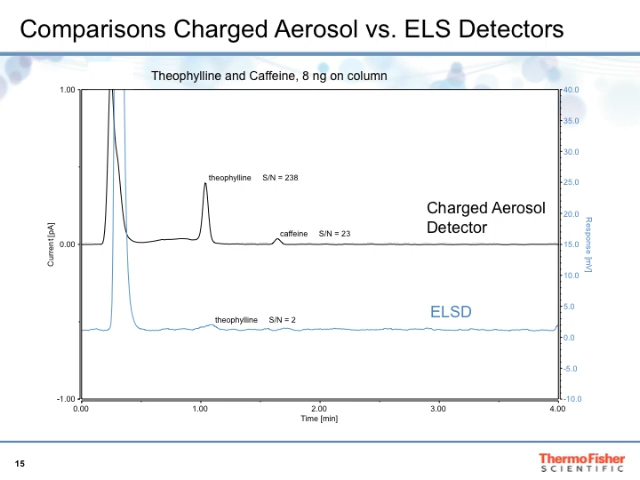 Comparisons Charged Aerosol vs. ELS Detectors
Theophylline and Caffeine, 8 ng on column
1.00
40.0
35.0
30.0
theophylline S/N = 238
25.0
Charged Aerosol
Detector
20.0
caffeine S/N = 23
Current [pA]
0.00
15.0
Response [mV]
10.0
ELSD
5.0
theophylline S/N = 2
0.0
-5.0
-1.00
-10.0
0.00 1.00 2.00 3.00 4.00
Time [min]
15
ThermoFisher
SCIENTIFIC